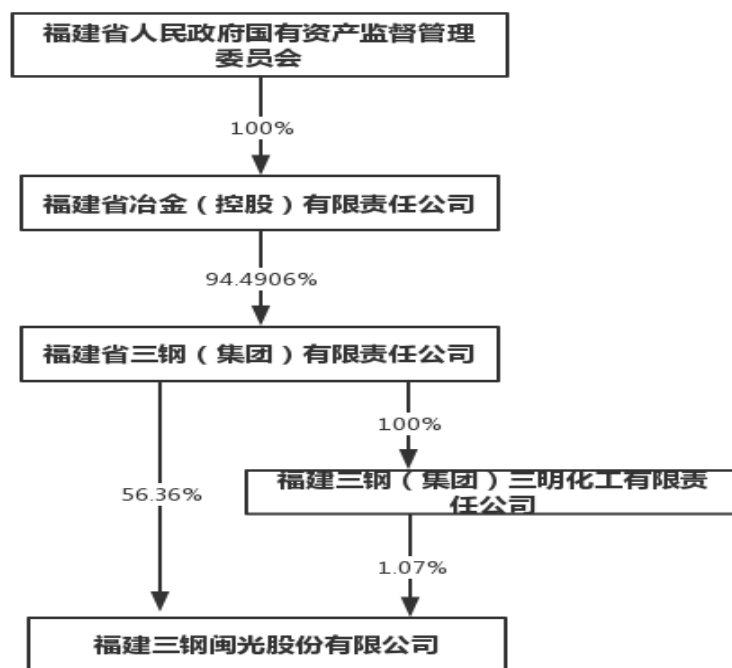 福建省人民政府国有资产监督管理
委员会
100%
福建省冶金（控股）有限责任公司
94.4906%
福建省三钢（集团）有限责任公司
100%
福建三钢（集团）三明化工有限责
任公司
56.36%
1.07%
福建三钢闽光股份有限公司